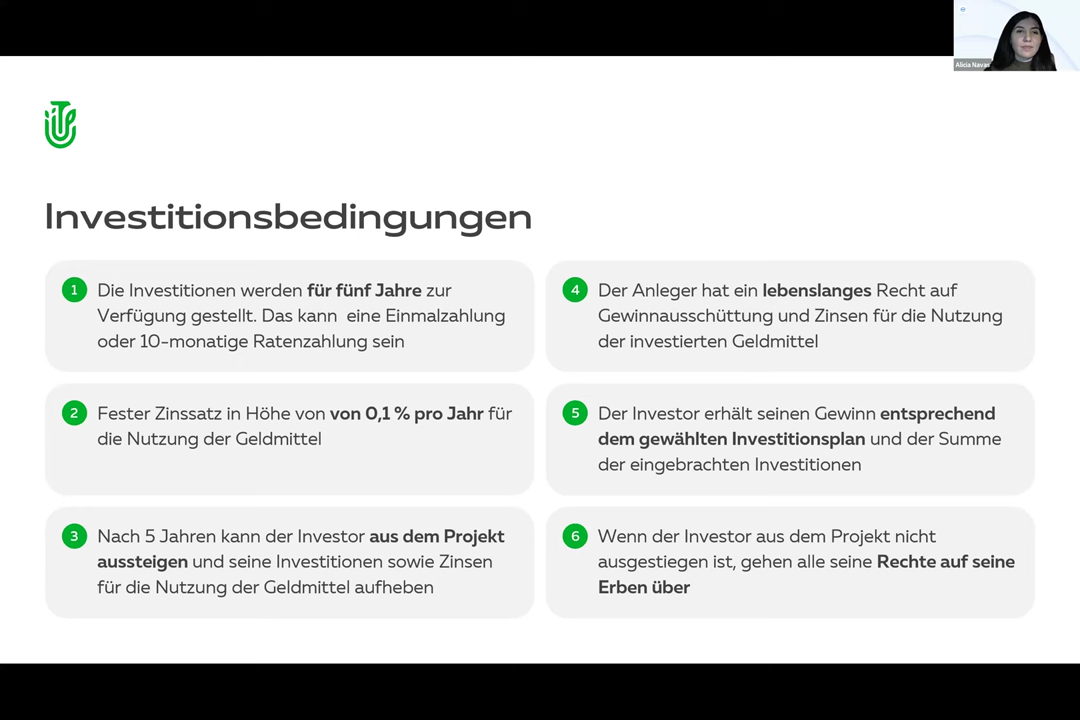 Alicia Navas
Investitionsbedingungen
1
Die Investitionen werden für fünf Jahre zur
Verfügung gestellt. Das kann eine Einmalzahlung
oder 10-monatige Ratenzahlung sein
2
Fester Zinssatz in Höhe von von 0,1 % pro Jahr für
die Nutzung der Geldmittel
3
Nach 5 Jahren kann der Investor aus dem Projekt
aussteigen und seine Investitionen sowie Zinsen
für die Nutzung der Geldmittel aufheben
4
Der Anleger hat ein lebenslanges Recht auf
Gewinnausschüttung und Zinsen für die Nutzung
der investierten Geldmittel
5
Der Investor erhält seinen Gewinn entsprechend
dem gewählten Investitionsplan und der Summe
der eingebrachten Investitionen
6
Wenn der Investor aus dem Projekt nicht
ausgestiegen ist, gehen alle seine Rechte auf seine
Erben über